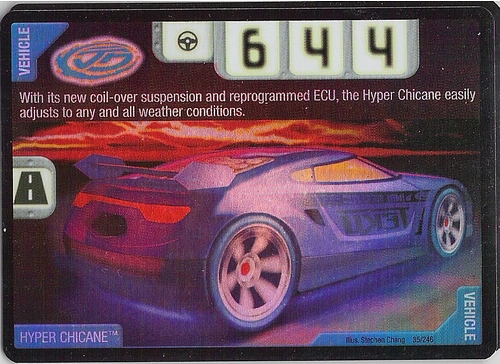 VEHICLE
6 4 4
With its new coil-over suspension and reprogrammed ECU, the Hyper Chicane easily
adjusts to any and all weather conditions.
TEKU
HYPER CHICANE™
Illus. Stephen Chang 35/246
VEHICLE